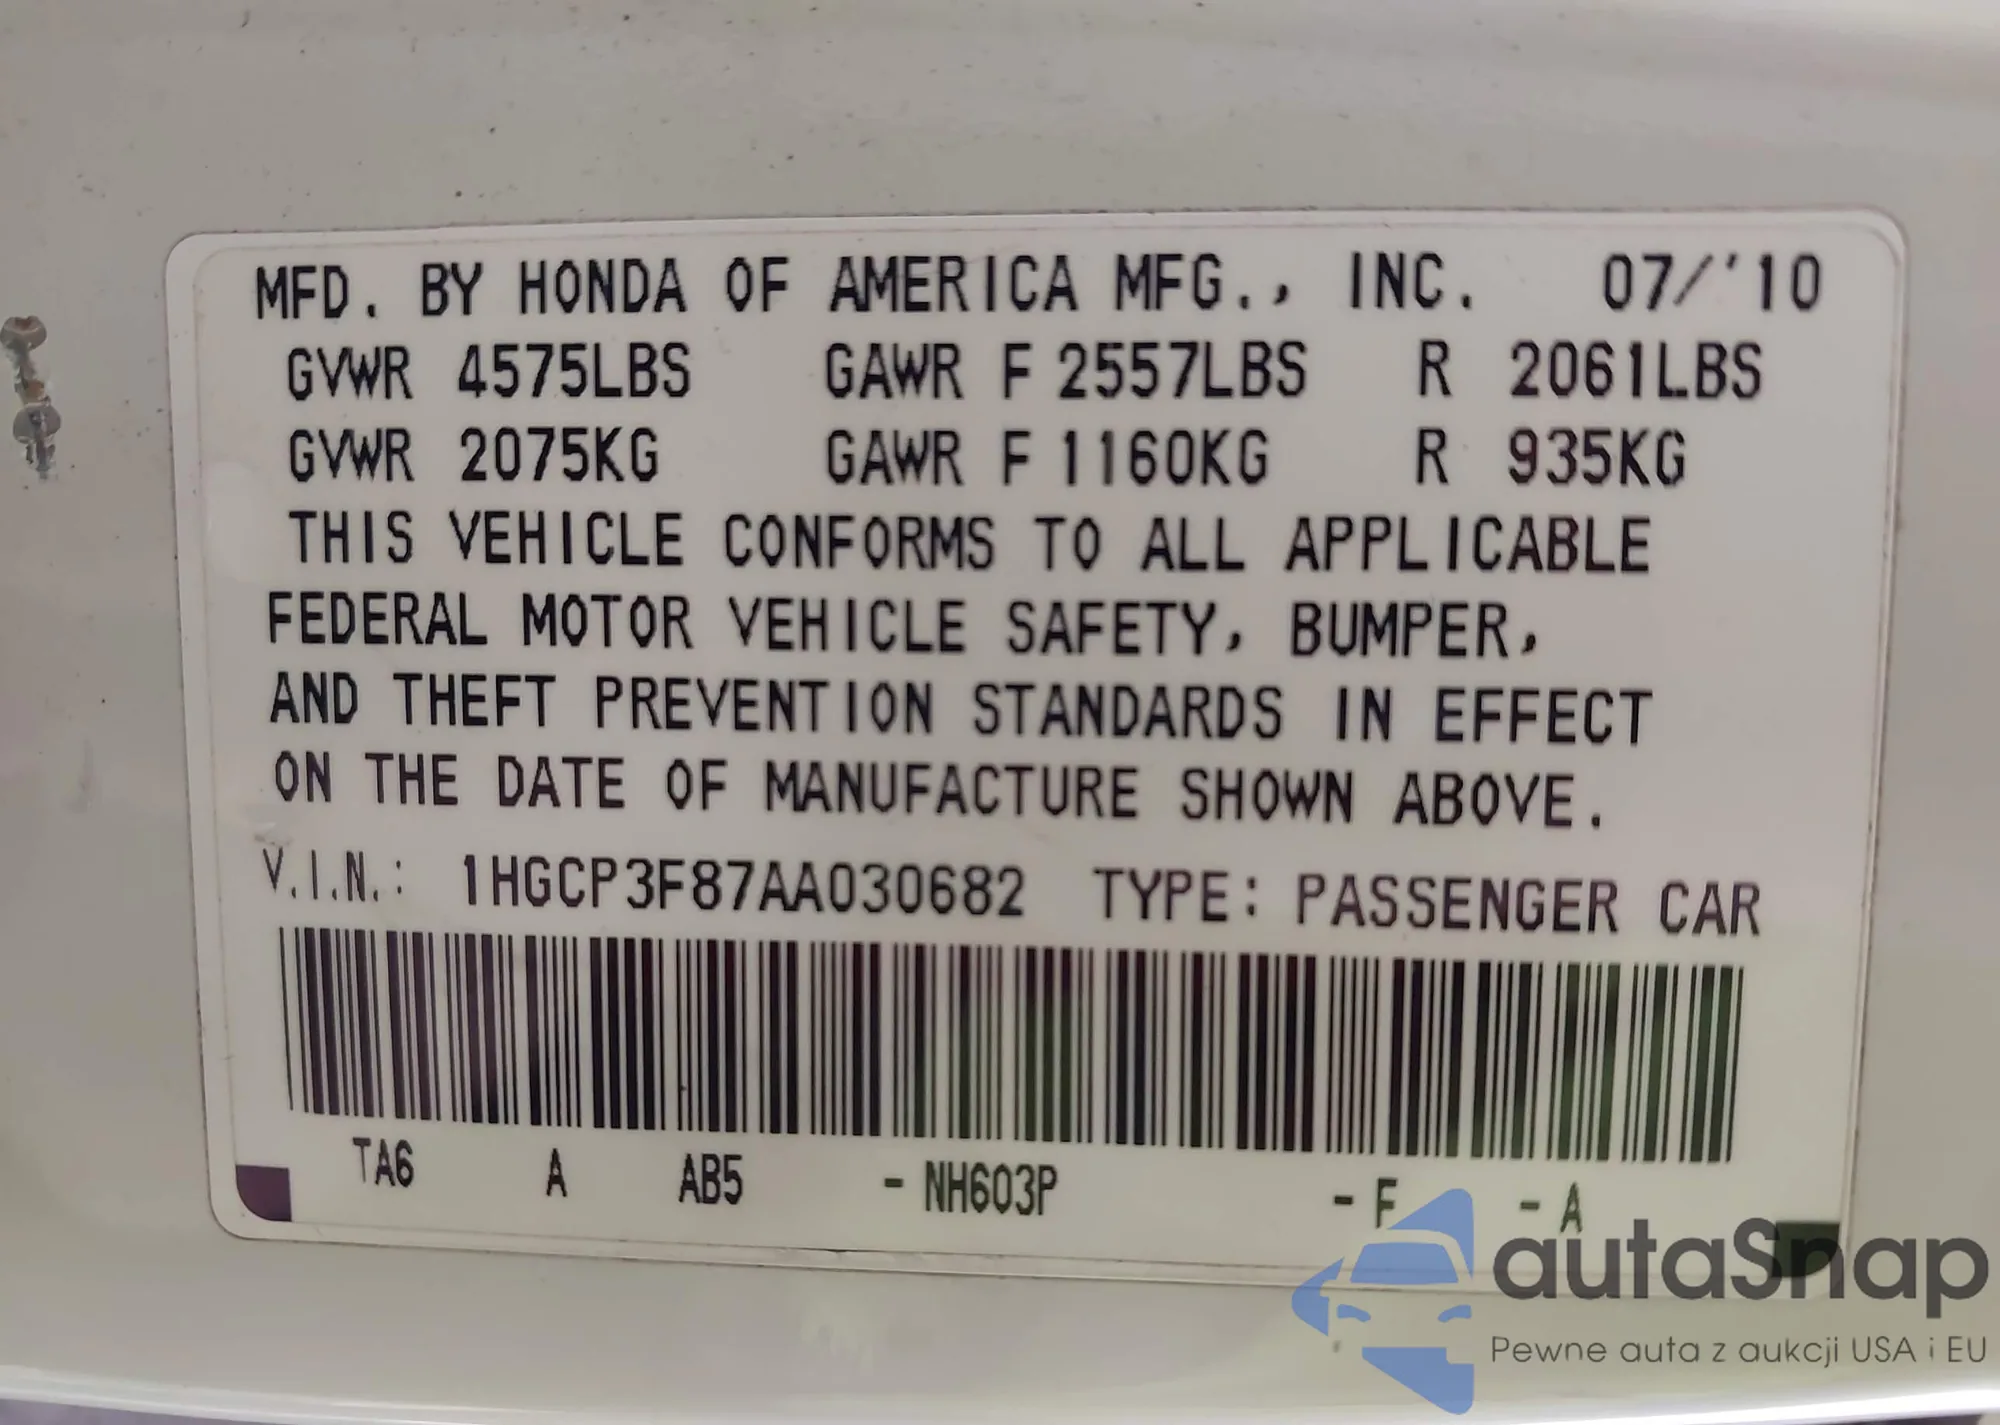 MFD. BY HONDA OF AMERICA MFG., INC. 07/'10
GVWR 4575LBS GAWR F 2557LBS R 2061LBS
GVWR 2075KG GAWR F 1160KG R 935KG
THIS VEHICLE CONFORMS TO ALL APPLICABLE
FEDERAL MOTOR VEHICLE SAFETY, BUMPER,
AND THEFT PREVENTION STANDARDS IN EFFECT
ON THE DATE OF MANUFACTURE SHOWN ABOVE.
V.I.N.: 1HGCP3F87AA030682 TYPE: PASSENGER CAR
TA6 A AB5 - NH603P - F - A
autaSnap
Pewne auta z aukcji USA i EU